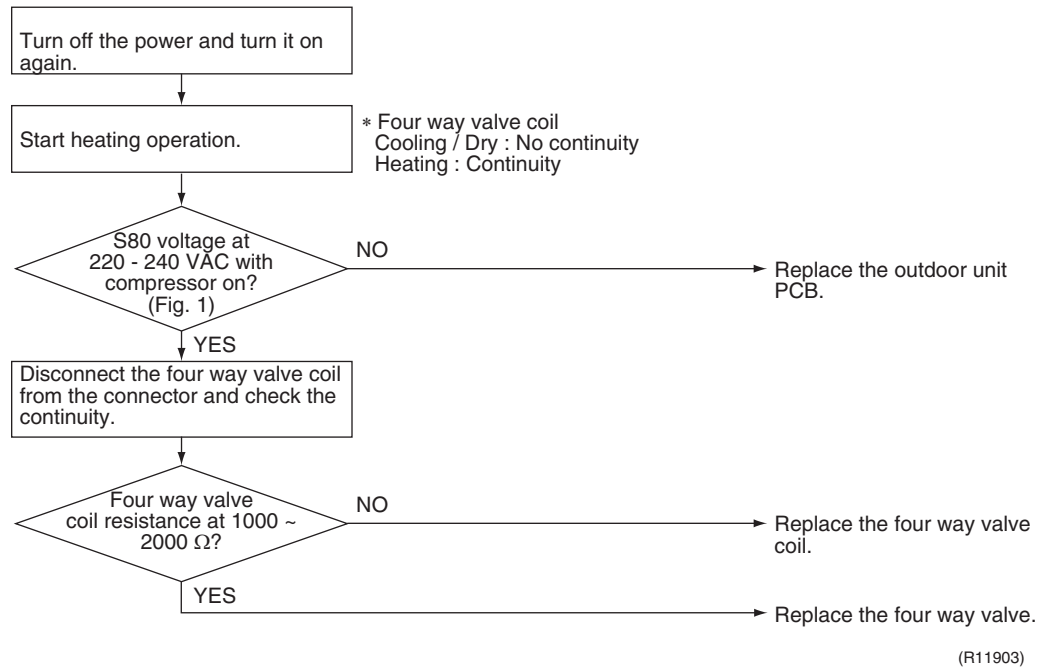 Turn off the power and turn it on
again.
Start heating operation.
∗ Four way valve coil
Cooling / Dry : No continuity
Heating : Continuity
S80 voltage at
220 - 240 VAC with
compressor on?
(Fig. 1)
NO
Replace the outdoor unit
PCB.
YES
Disconnect the four way valve coil
from the connector and check the
continuity.
Four way valve
coil resistance at 1000 ~
2000 Ω?
NO
Replace the four way valve
coil.
YES
Replace the four way valve.
(R11903)